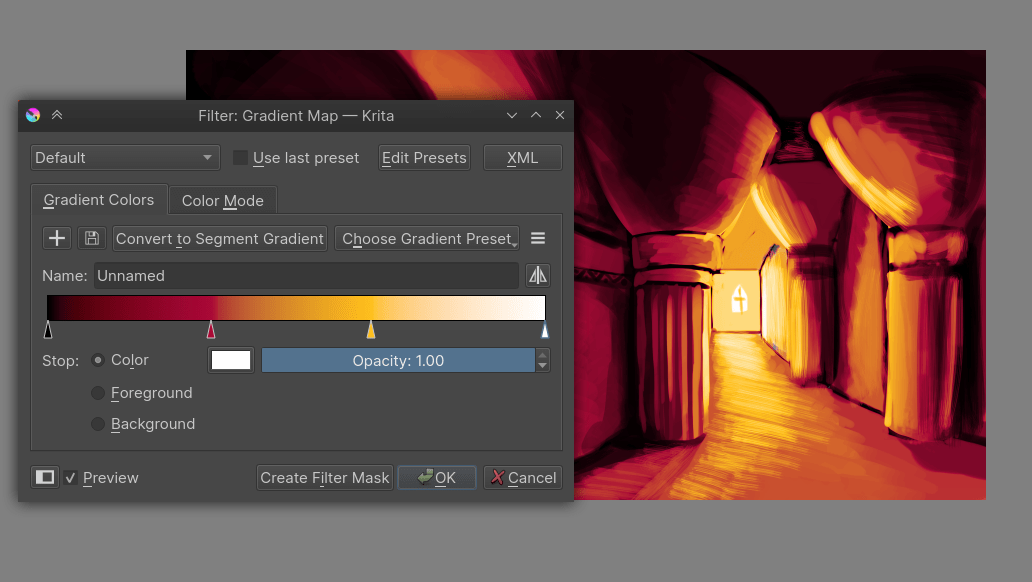 Filter: Gradient Map — Krita
Default Use last preset Edit Presets XML
Gradient Colors Color Mode
Convert to Segment Gradient Choose Gradient Preset
Name: Unnamed
Stop: Color Opacity: 1.00
Foreground
Background
Preview Create Filter Mask OK Cancel